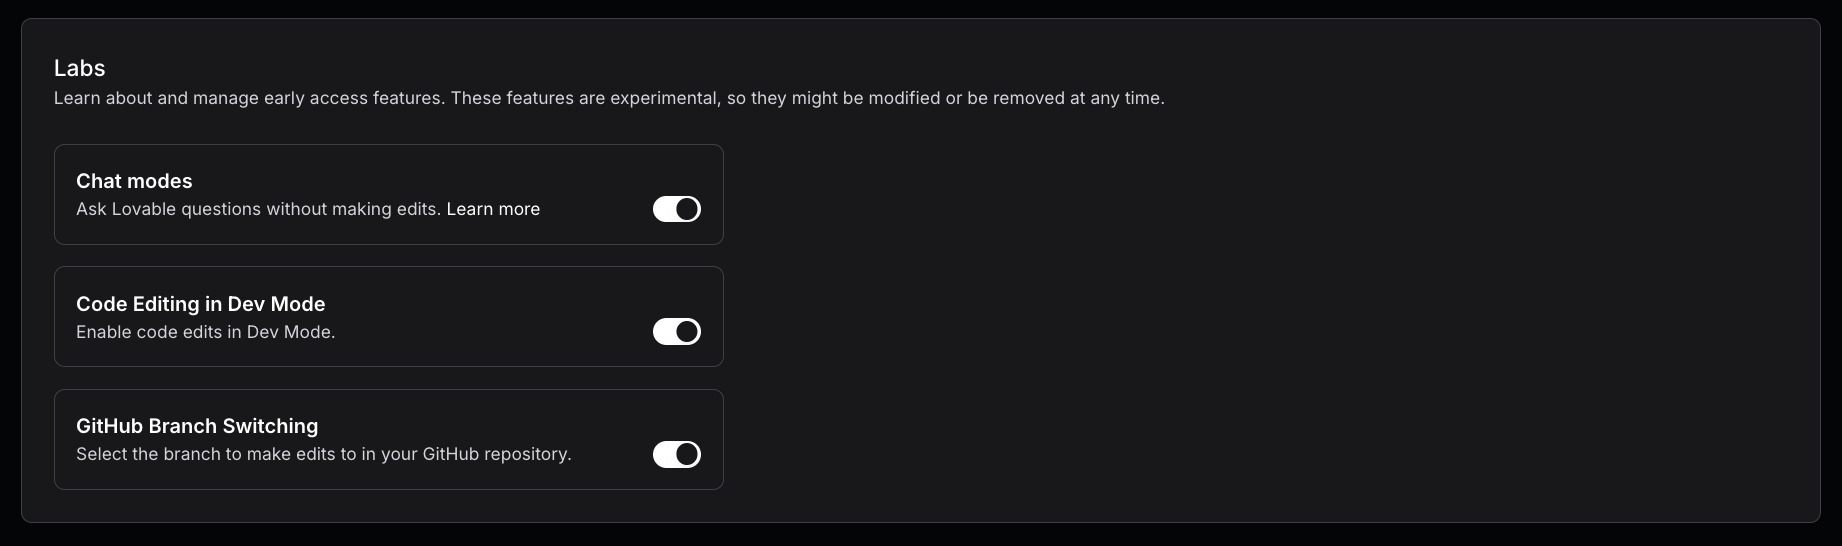 Labs
Learn about and manage early access features. These features are experimental, so they might be modified or be removed at any time.
Chat modes
Ask Lovable questions without making edits. Learn more
Code Editing in Dev Mode
Enable code edits in Dev Mode.
GitHub Branch Switching
Select the branch to make edits to in your GitHub repository.